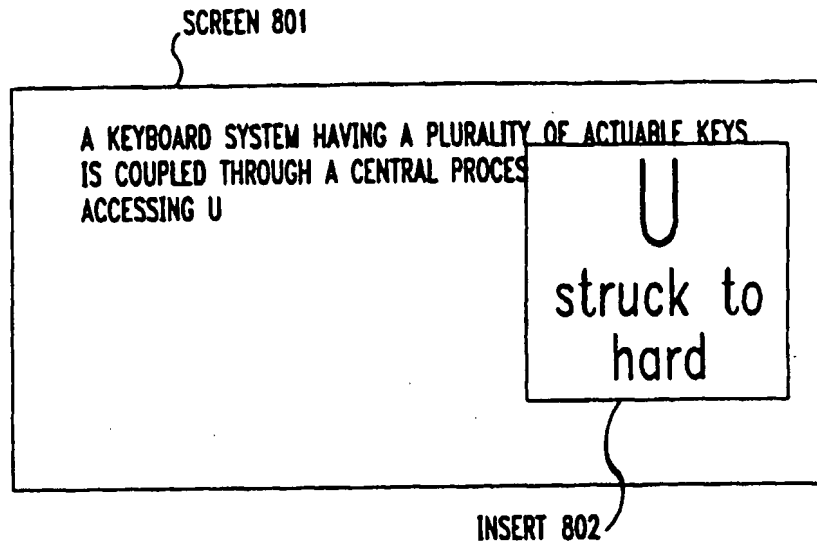 SCREEN 801
A KEYBOARD SYSTEM HAVING A PLURALITY OF ACTUABLE KEYS
IS COUPLED THROUGH A CENTRAL PROCES
ACCESSING U
U
struck to
hard
INSERT 802